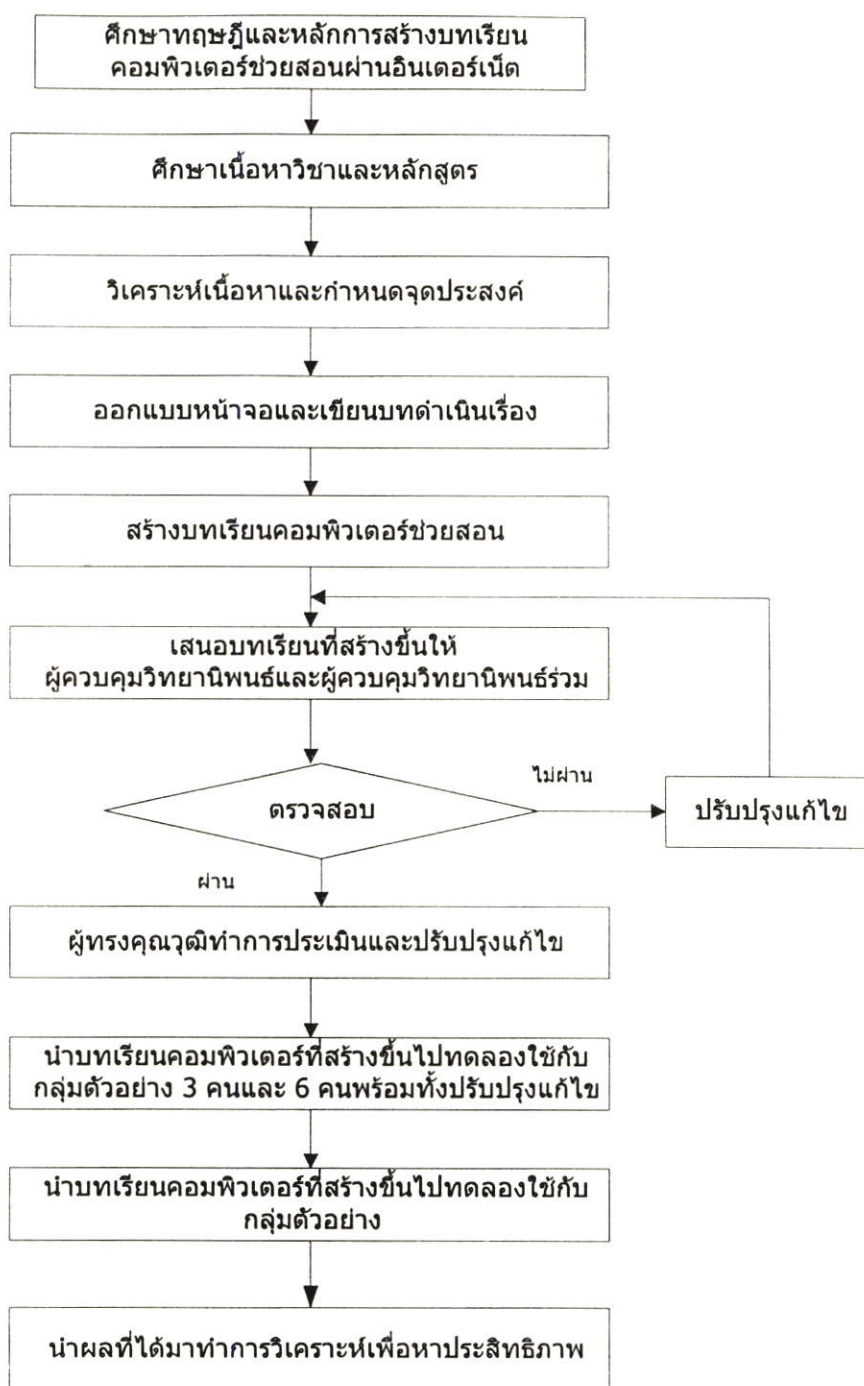 ศึกษาทฤษฎีและหลักการสร้างบทเรียน
คอมพิวเตอร์ช่วยสอนผ่านอินเตอร์เน็ต
ศึกษาเนื้อหาวิชาและหลักสูตร
วิเคราะห์เนื้อหาและกำหนดจุดประสงค์
ออกแบบหน้าจอและเขียนบทดำเนินเรื่อง
สร้างบทเรียนคอมพิวเตอร์ช่วยสอน
เสนอบทเรียนที่สร้างขึ้นให้
ผู้ควบคุมวิทยานิพนธ์และผู้ควบคุมวิทยานิพนธ์ร่วม
ตรวจสอบ
ไม่ผ่าน
ปรับปรุงแก้ไข
ผ่าน
ผู้ทรงคุณวุฒิทำการประเมินและปรับปรุงแก้ไข
นำบทเรียนคอมพิวเตอร์ที่สร้างขึ้นไปทดลองใช้กับ
กลุ่มตัวอย่าง 3 คนและ 6 คนพร้อมทั้งปรับปรุงแก้ไข
นำบทเรียนคอมพิวเตอร์ที่สร้างขึ้นไปทดลองใช้กับ
กลุ่มตัวอย่าง
นำผลที่ได้มาทำการวิเคราะห์เพื่อหาประสิทธิภาพ